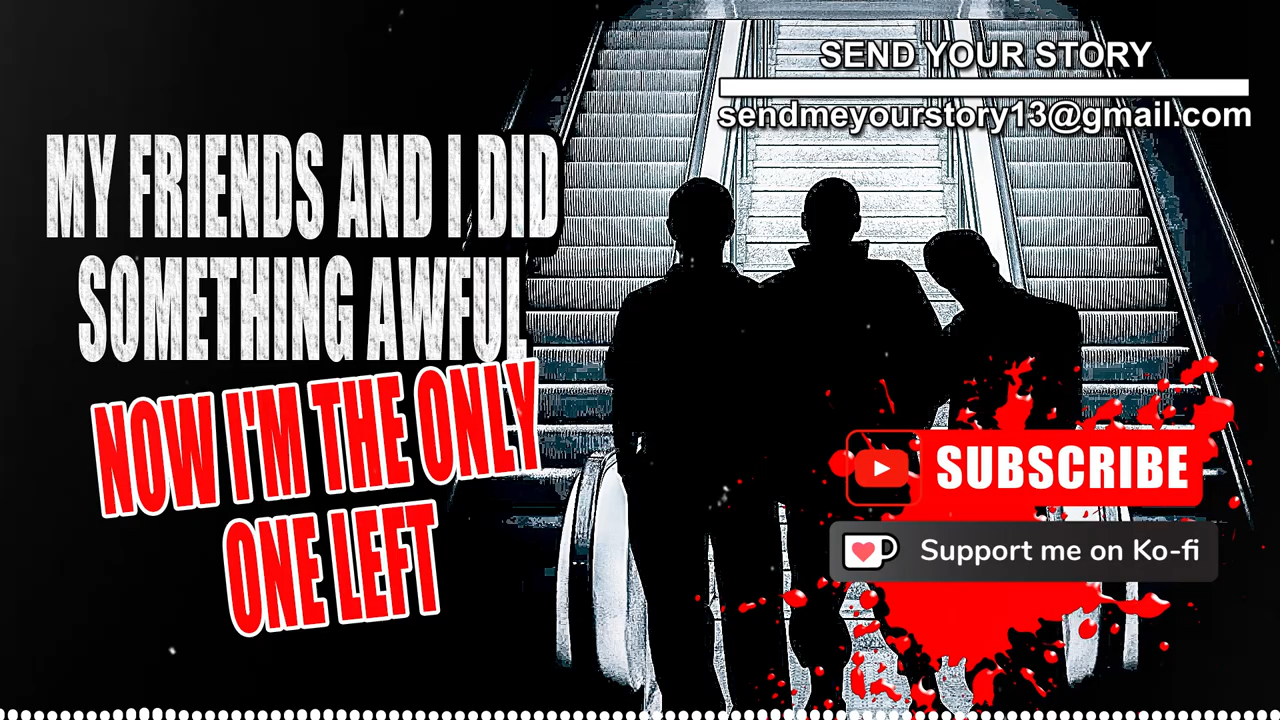 MY FRIENDS AND I DID
SOMETHING AWFUL
NOW I'M THE ONLY
ONE LEFT
SEND YOUR STORY
sendmeyourstory13@gmail.com
SUBSCRIBE
Support me on Ko-fi